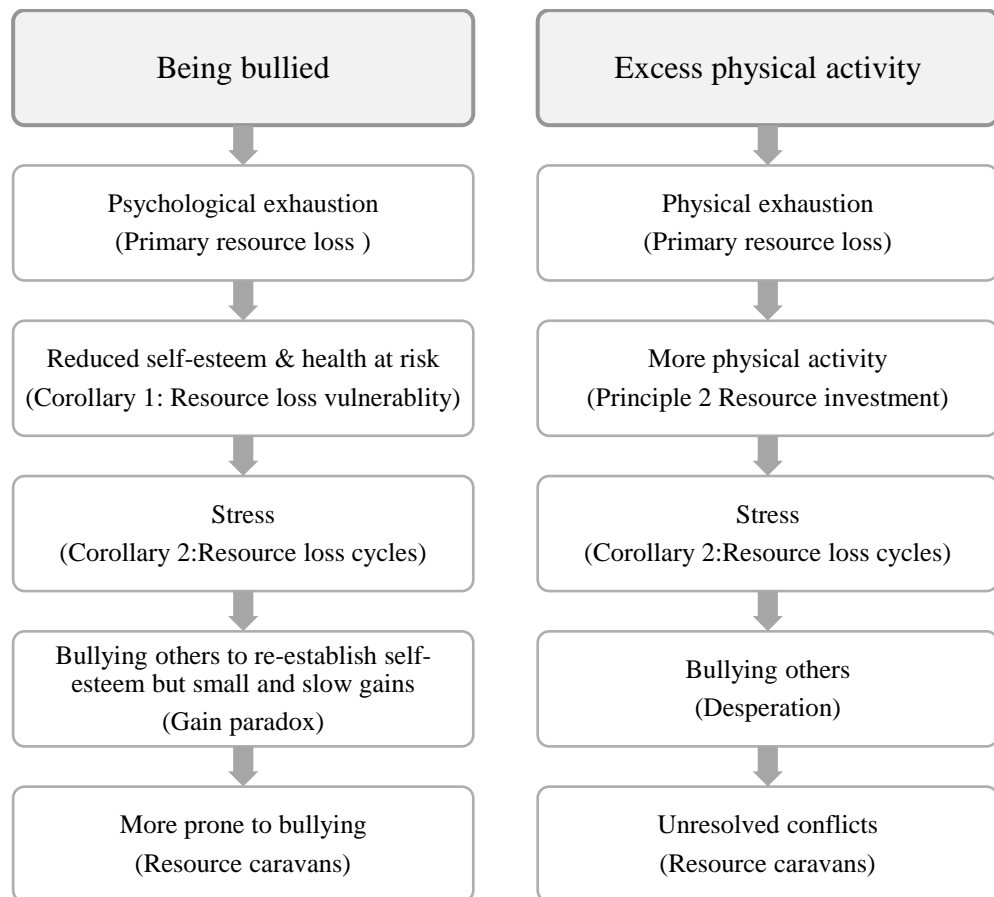 Being bullied
Psychological exhaustion
(Primary resource loss )
Reduced self-esteem & health at risk
(Corollary 1: Resource loss vulnerablity)
Stress
(Corollary 2:Resource loss cycles)
Bullying others to re-establish self-
esteem but small and slow gains
(Gain paradox)
More prone to bullying
(Resource caravans)
Excess physical activity
Physical exhaustion
(Primary resource loss)
More physical activity
(Principle 2 Resource investment)
Stress
(Corollary 2:Resource loss cycles)
Bullying others
(Desperation)
Unresolved conflicts
(Resource caravans)